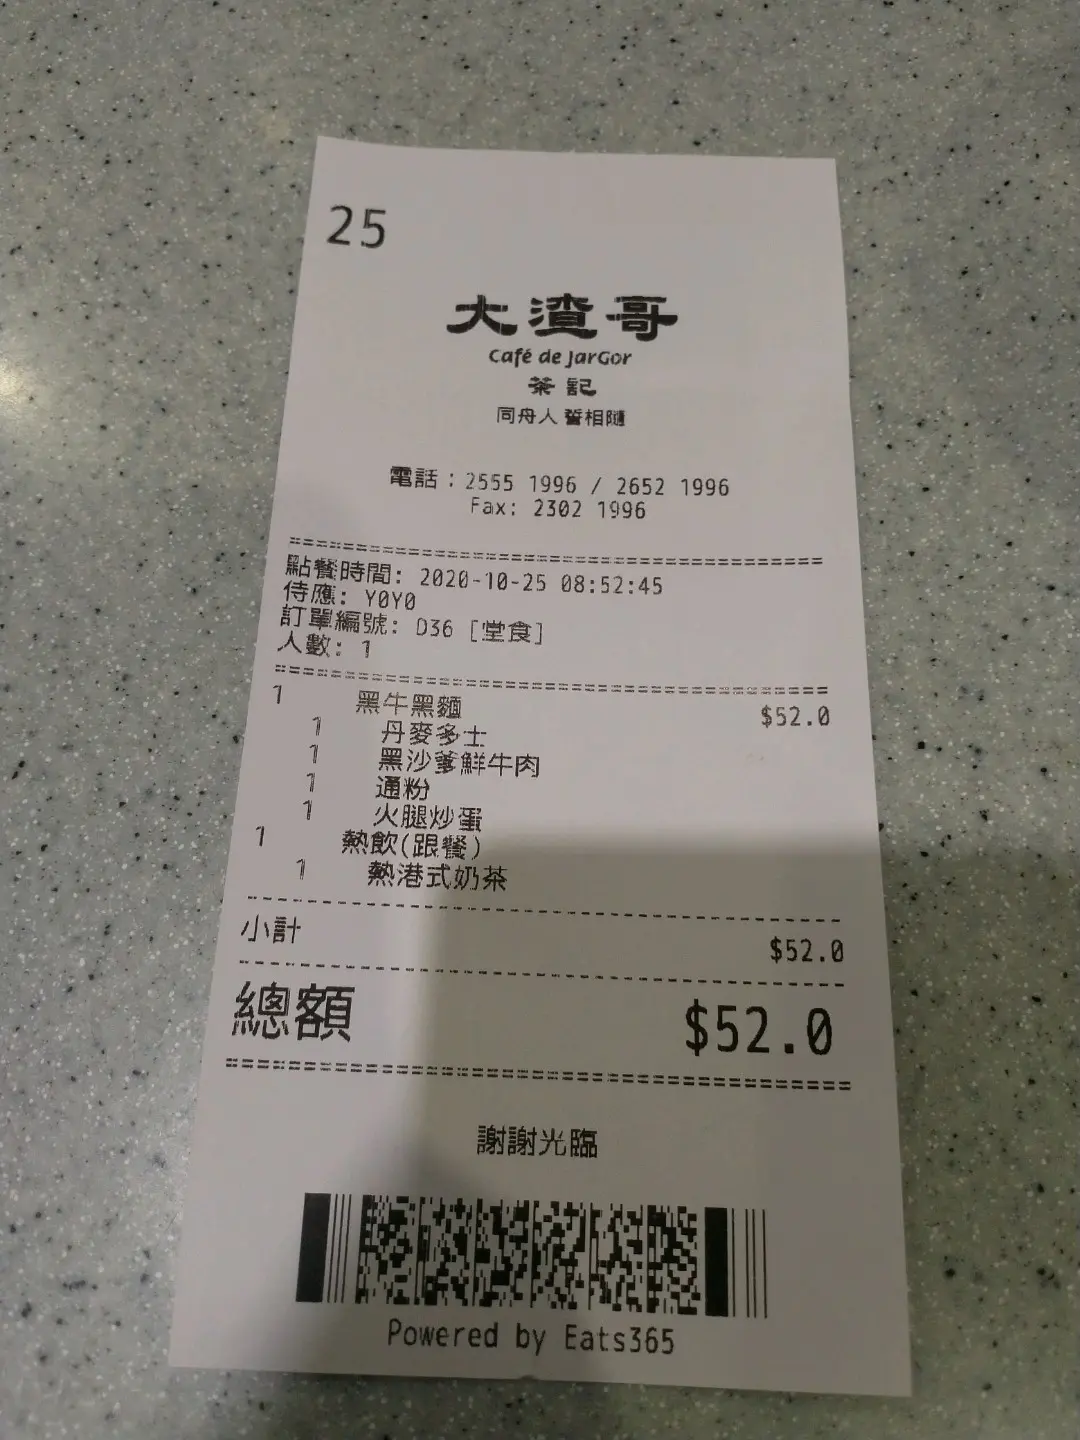 25
大渣哥
Café de JarGor
茶記
同舟人 誓相隨
電話：2555 1996 / 2652 1996
Fax: 2302 1996
點餐時間: 2020-10-25 08:52:45
侍應: Y0Y0
訂單編號: D36 [堂食]
人數: 1
1 黑牛黑麵 $52.0
1 丹麥多士
1 黑沙爹鮮牛肉
1 通粉
1 火腿炒蛋
1 熱飲(跟餐)
1 熱港式奶茶
小計 $52.0
總額 $52.0
謝謝光臨
Powered by Eats365